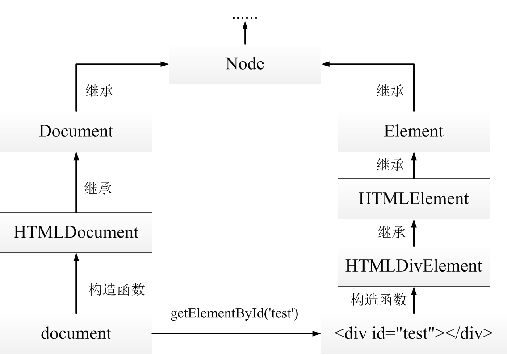 ......
Node
继承
继承
Document
Element
继承
继承
HTMLElement
HTMLDocument
继承
HTMLDivElement
构造函数
构造函数
getElementById('test')
document
<div id="test"></div>